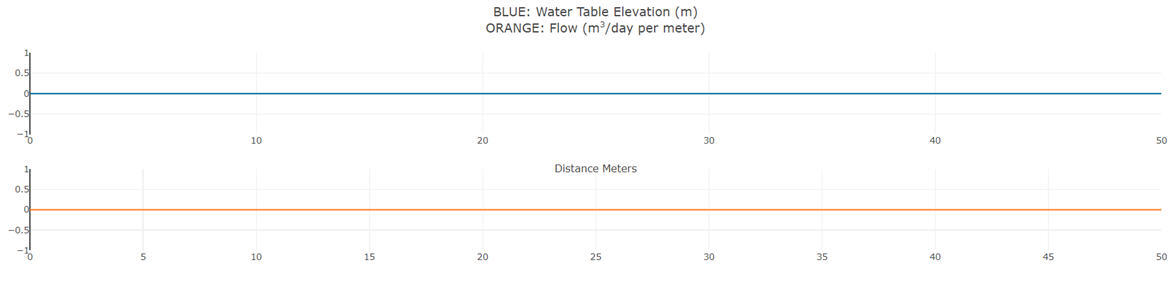 BLUE: Water Table Elevation (m)
ORANGE: Flow (m³/day per meter)
1
0.5
0
−0.5
−1
0 10 20 30 40 50
Distance Meters
1
0.5
0
−0.5
−1
0 5 10 15 20 25 30 35 40 45 50